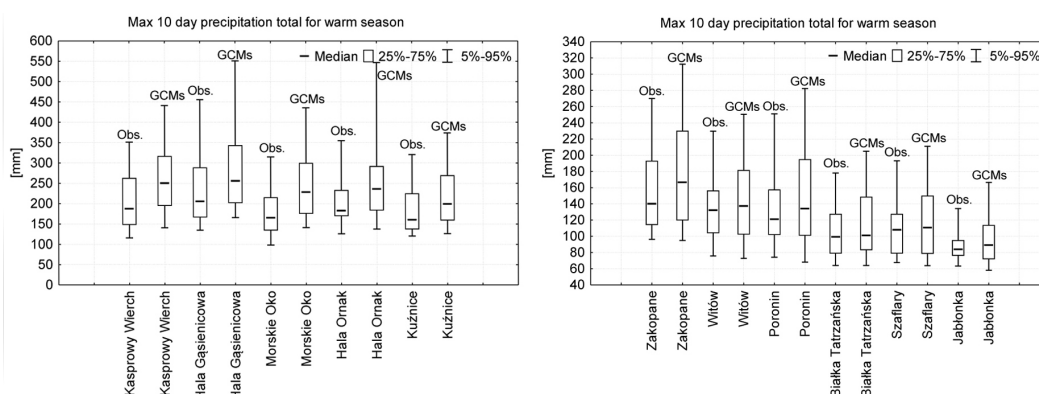 Max 10 day precipitation total for warm season
600
550
500
450
400
350
300
250
200
150
100
50
0
[mm]
Median 25%-75% 5%-95%
Obs.
GCMs
Obs.
GCMs
Obs.
GCMs
Obs.
GCMs
Obs.
GCMs
Kasprowy Wierch
Kasprowy Wierch
Hala Gąsienicowa
Hala Gąsienicowa
Morskie Oko
Morskie Oko
Hala Ornak
Hala Ornak
Kuźnice
Kuźnice
Max 10 day precipitation total for warm season
340
320
300
280
260
240
220
200
180
160
140
120
100
80
60
40
[mm]
Median 25%-75% 5%-95%
Obs.
GCMs
Obs.
GCMs
Obs.
GCMs
Obs.
GCMs
Obs.
GCMs
Obs.
GCMs
Zakopane
Zakopane
Witów
Witów
Poronin
Poronin
Białka Tatrzańska
Białka Tatrzańska
Szaflary
Szaflary
Jabłonka
Jabłonka